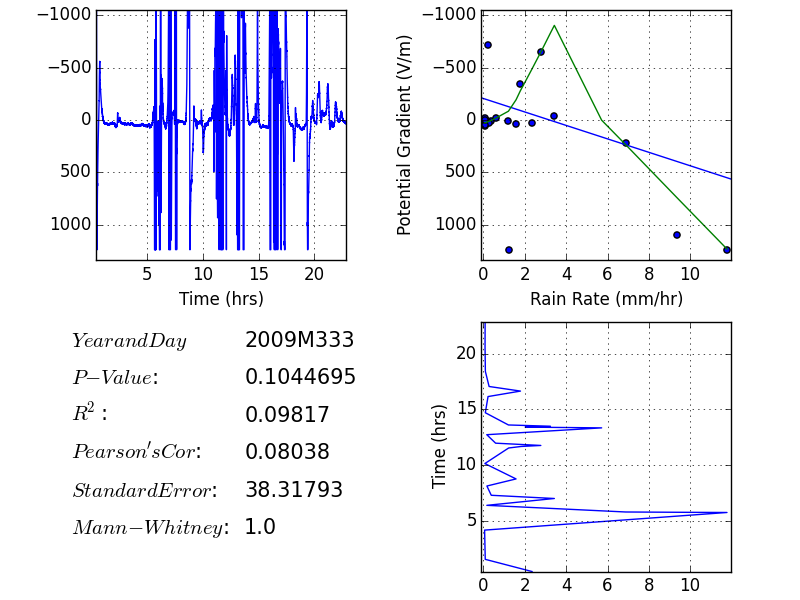 −1000
−500
0
500
1000
5 10 15 20
Time (hrs)
Potential Gradient (V/m)
−1000
−500
0
500
1000
0 2 4 6 8 10
Rain Rate (mm/hr)
YearandDay 2009M333
P−Value: 0.1044695
R²: 0.09817
Pearson′sCor: 0.08038
StandardError: 38.31793
Mann−Whitney: 1.0
Time (hrs)
20
15
10
5
0 2 4 6 8 10